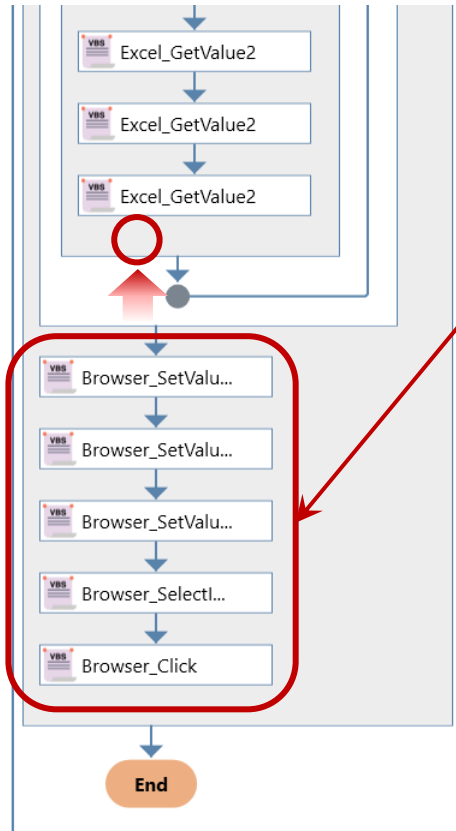 VBS Excel_GetValue2
VBS Excel_GetValue2
VBS Excel_GetValue2
VBS Browser_SetValu...
VBS Browser_SetValu...
VBS Browser_SetValu...
VBS Browser_SelectI...
VBS Browser_Click
End